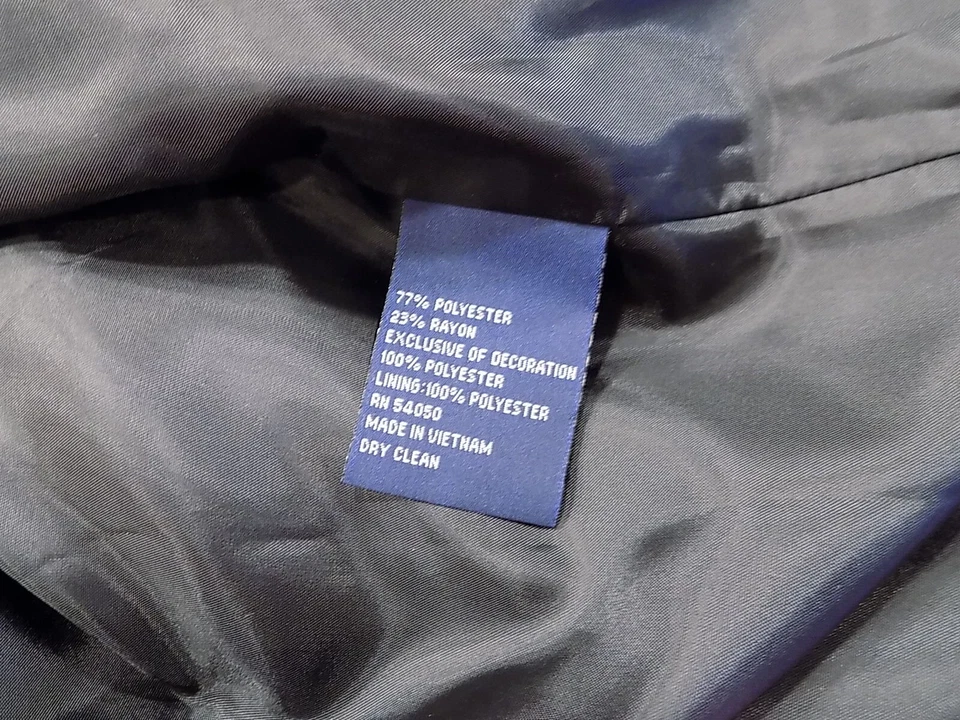 77% POLYESTER
23% RAYON
EXCLUSIVE OF DECORATION
100% POLYESTER
LINING:100% POLYESTER
RN 54050
MADE IN VIETNAM
DRY CLEAN